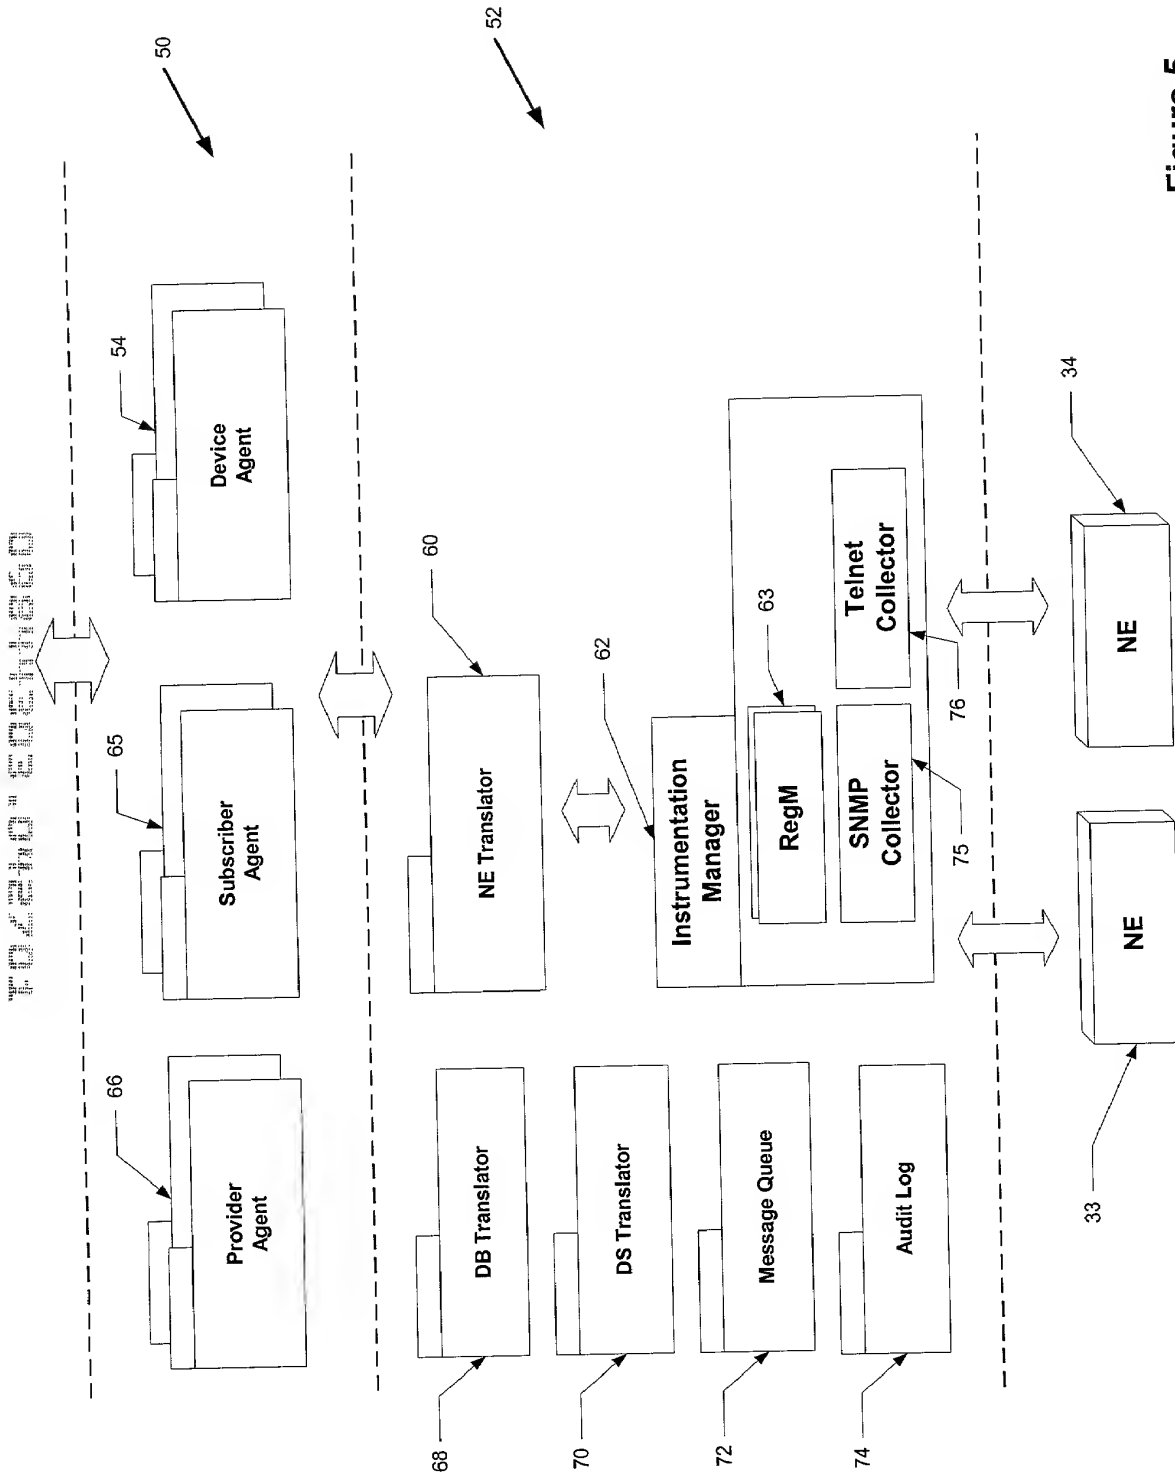 50
52
54
65
66
Device
Agent
Subscriber
Agent
Provider
Agent
60
NE Translator
62
Instrumentation
Manager
63
RegM
SNMP
Collector
Telnet
Collector
75
76
68
DB Translator
70
DS Translator
72
Message Queue
74
Audit Log
33
NE
34
NE
Figure 5